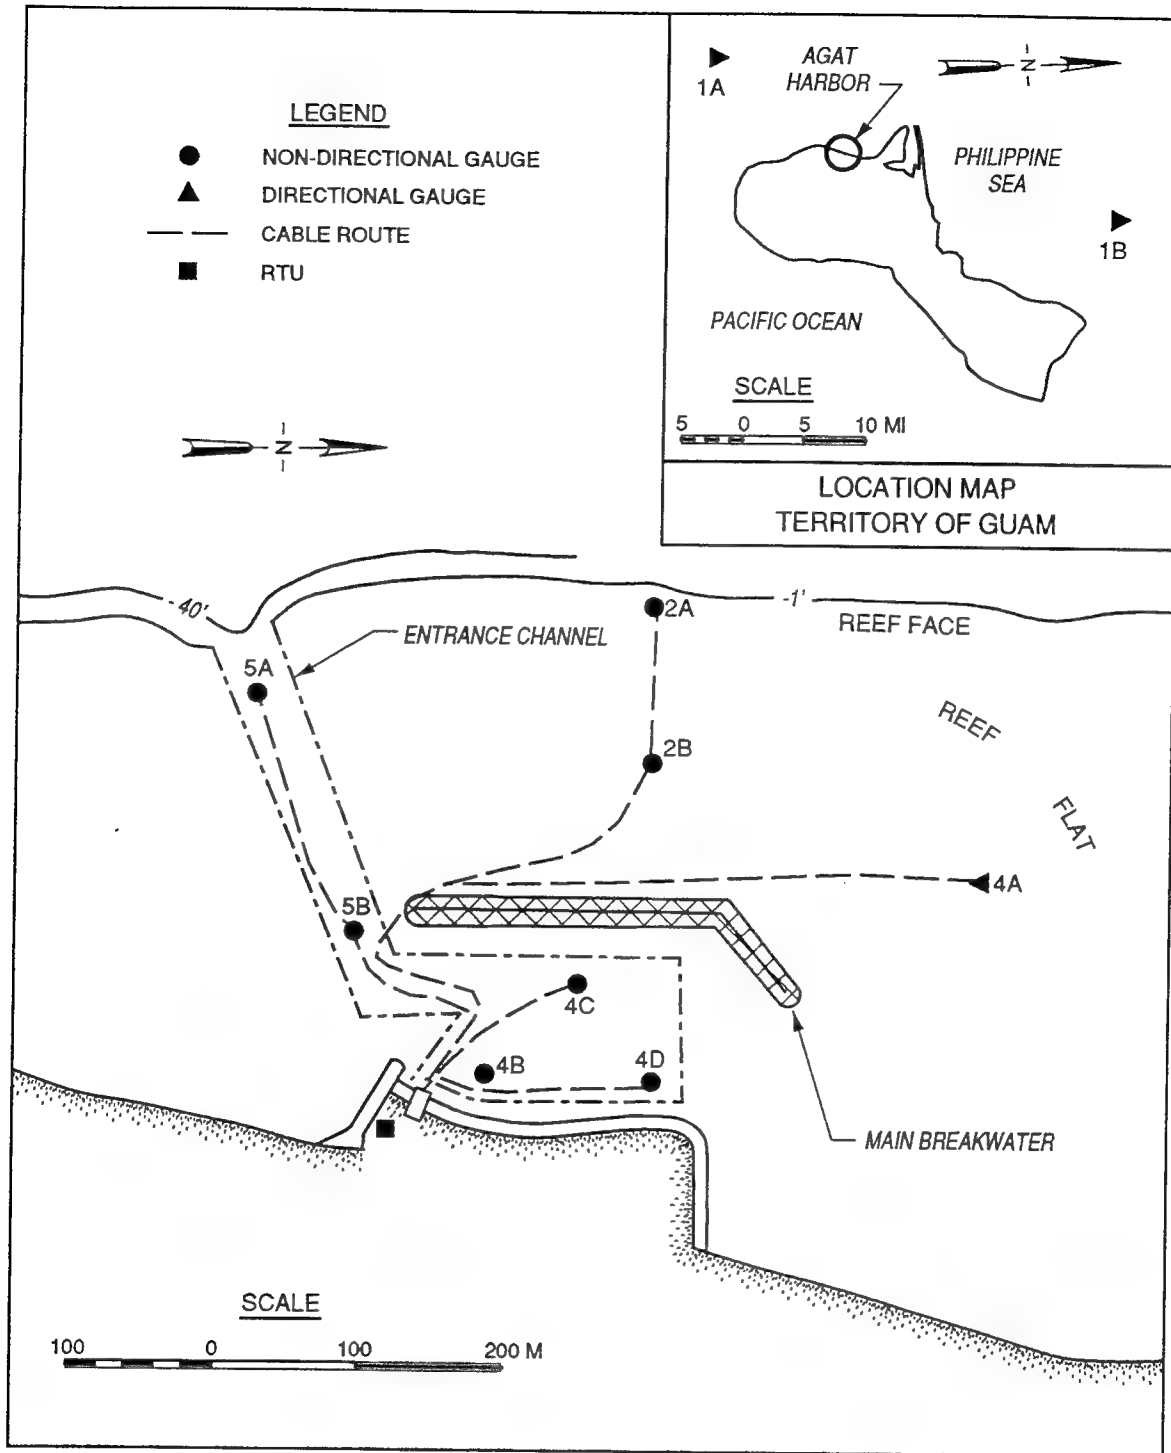 LEGEND
NON-DIRECTIONAL GAUGE
DIRECTIONAL GAUGE
CABLE ROUTE
RTU
N
1A
AGAT
HARBOR
N
PHILIPPINE
SEA
1B
PACIFIC OCEAN
SCALE
5 0 5 10 MI
LOCATION MAP
TERRITORY OF GUAM
- 40'
ENTRANCE CHANNEL
2A
-1'
REEF FACE
5A
2B
REEF
FLAT
4A
5B
4C
4B
4D
MAIN BREAKWATER
SCALE
100 0 100 200 M